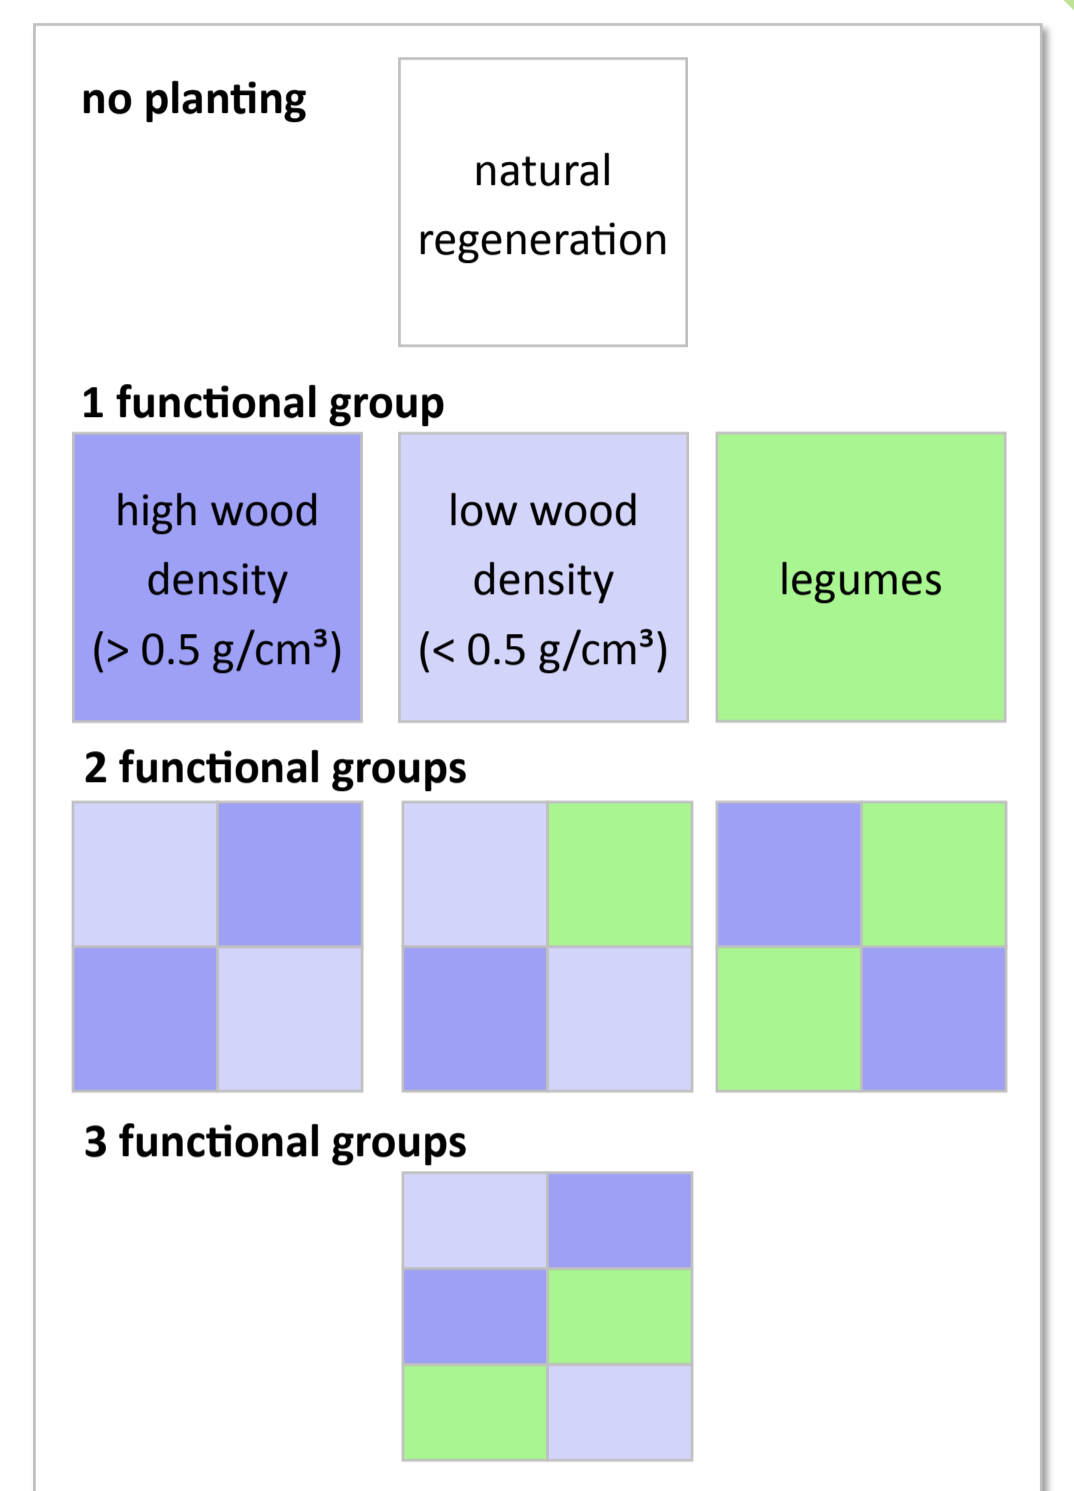 no planting
natural
regeneration
1 functional group
high wood
density
(> 0.5 g/cm³)
low wood
density
(< 0.5 g/cm³)
legumes
2 functional groups
3 functional groups